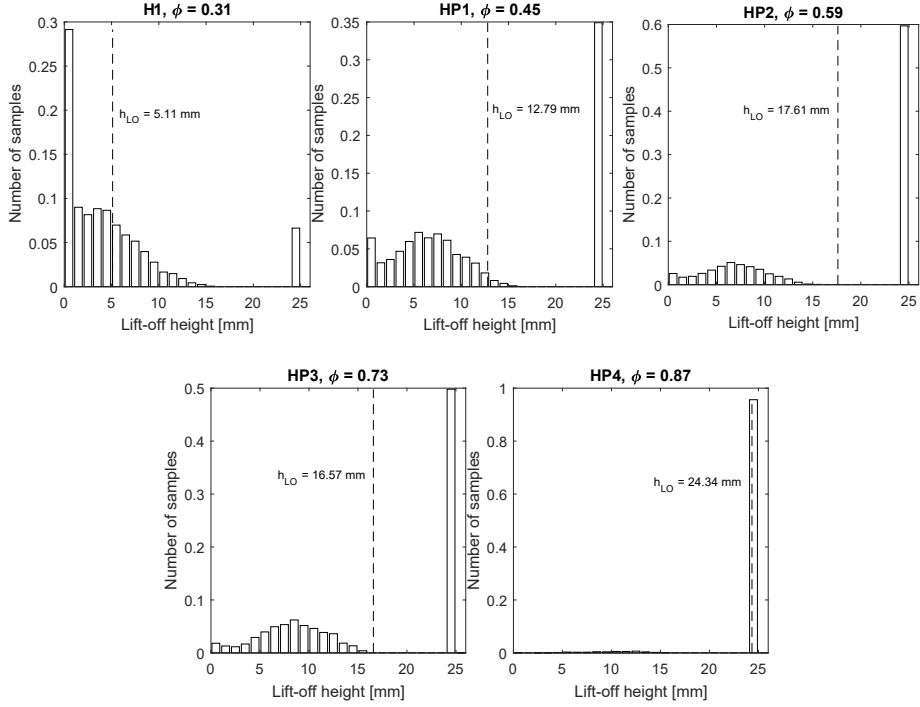 H1, ϕ = 0.31
Number of samples
0.3
0.25
0.2
0.15
0.1
0.05
0
h_LO = 5.11 mm
0 5 10 15 20 25
Lift-off height [mm]
HP1, ϕ = 0.45
Number of samples
0.35
0.3
0.25
0.2
0.15
0.1
0.05
0
h_LO = 12.79 mm
0 5 10 15 20 25
Lift-off height [mm]
HP2, ϕ = 0.59
Number of samples
0.6
0.5
0.4
0.3
0.2
0.1
0
h_LO = 17.61 mm
0 5 10 15 20 25
Lift-off height [mm]
HP3, ϕ = 0.73
Number of samples
0.5
0.4
0.3
0.2
0.1
0
h_LO = 16.57 mm
0 5 10 15 20 25
Lift-off height [mm]
HP4, ϕ = 0.87
Number of samples
1
0.8
0.6
0.4
0.2
0
h_LO = 24.34 mm
0 5 10 15 20 25
Lift-off height [mm]